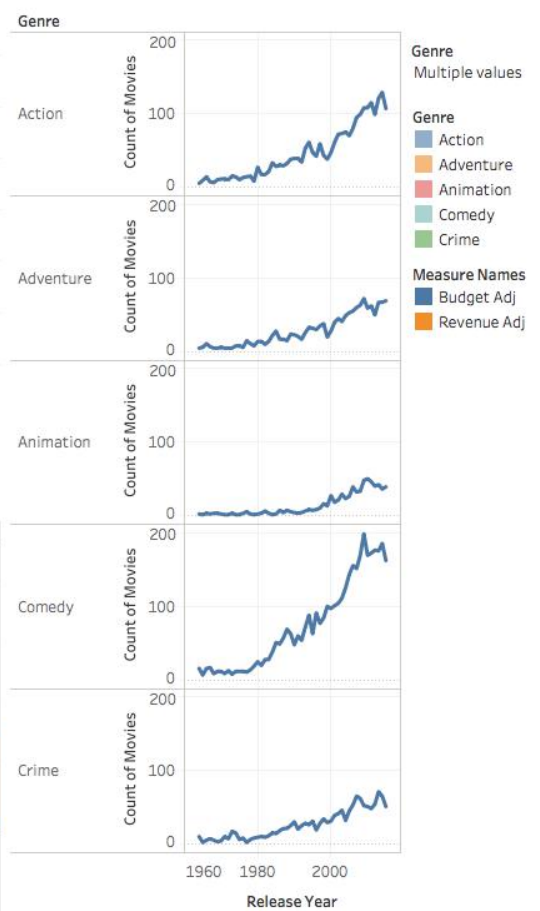 Genre
Action
Count of Movies
200
100
0
Adventure
Count of Movies
200
100
0
Animation
Count of Movies
200
100
0
Comedy
Count of Movies
200
100
0
Crime
Count of Movies
200
100
0
1960 1980 2000
Release Year
Genre
Multiple values
Genre
Action
Adventure
Animation
Comedy
Crime
Measure Names
Budget Adj
Revenue Adj